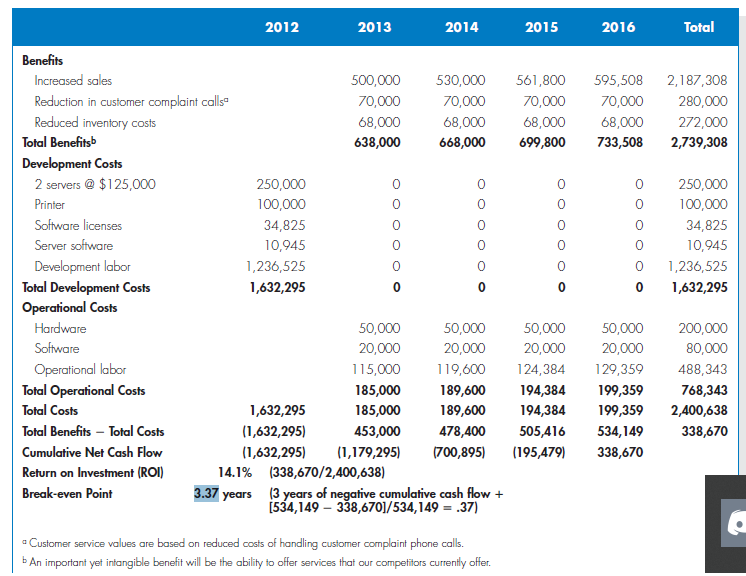 2012 2013 2014 2015 2016 Total
Benefits
Increased sales 500,000 530,000 561,800 595,508 2,187,308
Reduction in customer complaint callsᵃ 70,000 70,000 70,000 70,000 280,000
Reduced inventory costs 68,000 68,000 68,000 68,000 272,000
Total Benefitsᵇ 638,000 668,000 699,800 733,508 2,739,308
Development Costs
2 servers @ $125,000 250,000 0 0 0 0 250,000
Printer 100,000 0 0 0 0 100,000
Software licenses 34,825 0 0 0 0 34,825
Server software 10,945 0 0 0 0 10,945
Development labor 1,236,525 0 0 0 0 1,236,525
Total Development Costs 1,632,295 0 0 0 0 1,632,295
Operational Costs
Hardware 50,000 50,000 50,000 50,000 200,000
Software 20,000 20,000 20,000 20,000 80,000
Operational labor 115,000 119,600 124,384 129,359 488,343
Total Operational Costs 185,000 189,600 194,384 199,359 768,343
Total Costs 1,632,295 185,000 189,600 194,384 199,359 2,400,638
Total Benefits − Total Costs (1,632,295) 453,000 478,400 505,416 534,149 338,670
Cumulative Net Cash Flow (1,632,295) (1,179,295) (700,895) (195,479) 338,670
Return on Investment (ROI) 14.1% (338,670/2,400,638)
Break-even Point 3.37 years (3 years of negative cumulative cash flow +
[534,149 − 338,670]/534,149 = .37)
ᵃ Customer service values are based on reduced costs of handling customer complaint phone calls.
ᵇ An important yet intangible benefit will be the ability to offer services that our competitors currently offer.